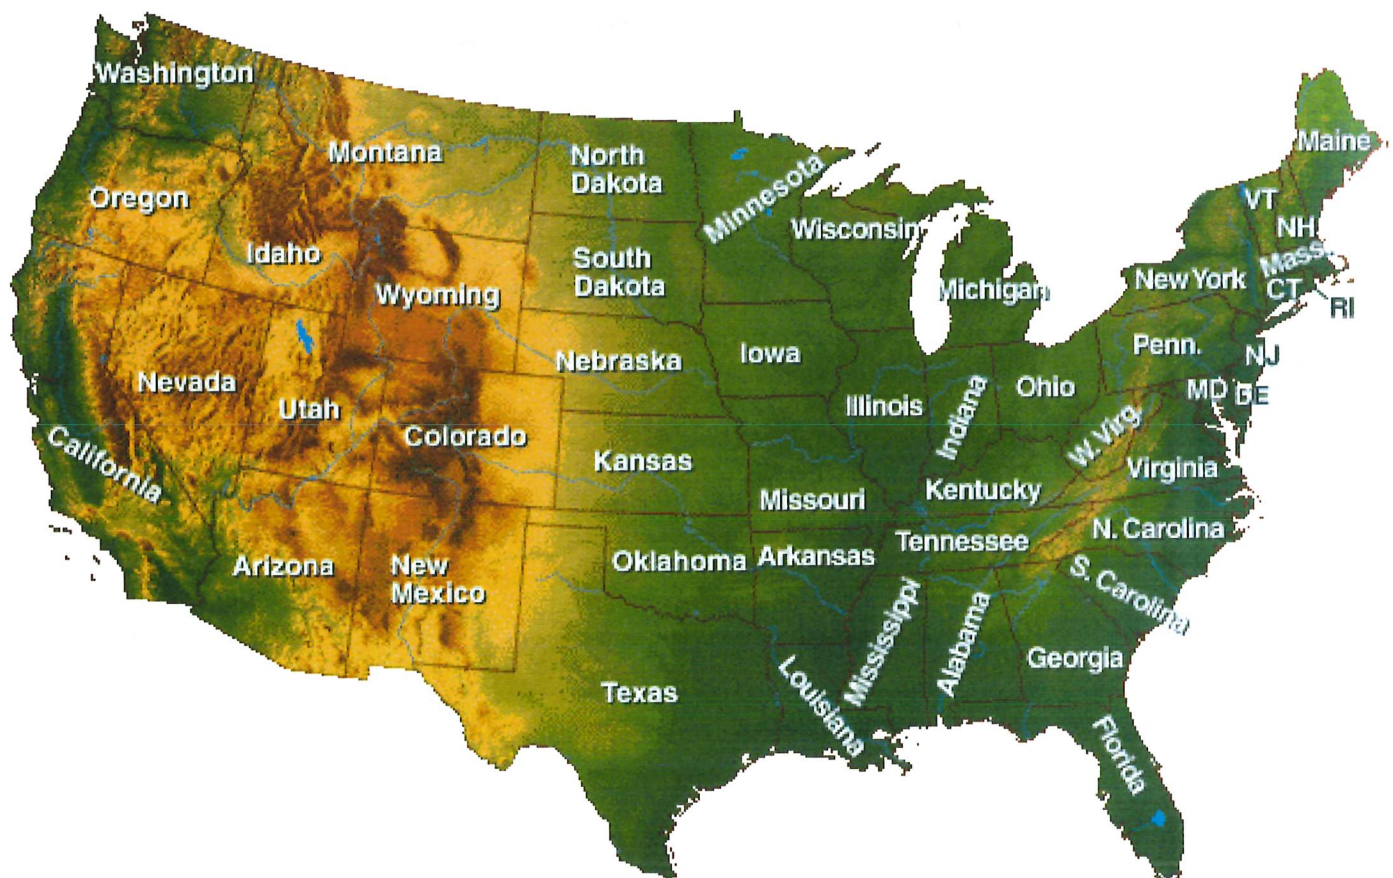 Washington
Oregon
California
Nevada
Idaho
Montana
Wyoming
Utah
Colorado
Arizona
New
Mexico
North
Dakota
South
Dakota
Nebraska
Kansas
Oklahoma
Texas
Minnesota
Iowa
Missouri
Arkansas
Louisiana
Wisconsin
Illinois
Michigan
Indiana
Ohio
Kentucky
Tennessee
Mississippi
Alabama
Georgia
Florida
S. Carolina
N. Carolina
Virginia
W. Virg.
MD
DE
NJ
Penn.
New York
CT
RI
Mass.
VT
NH
Maine